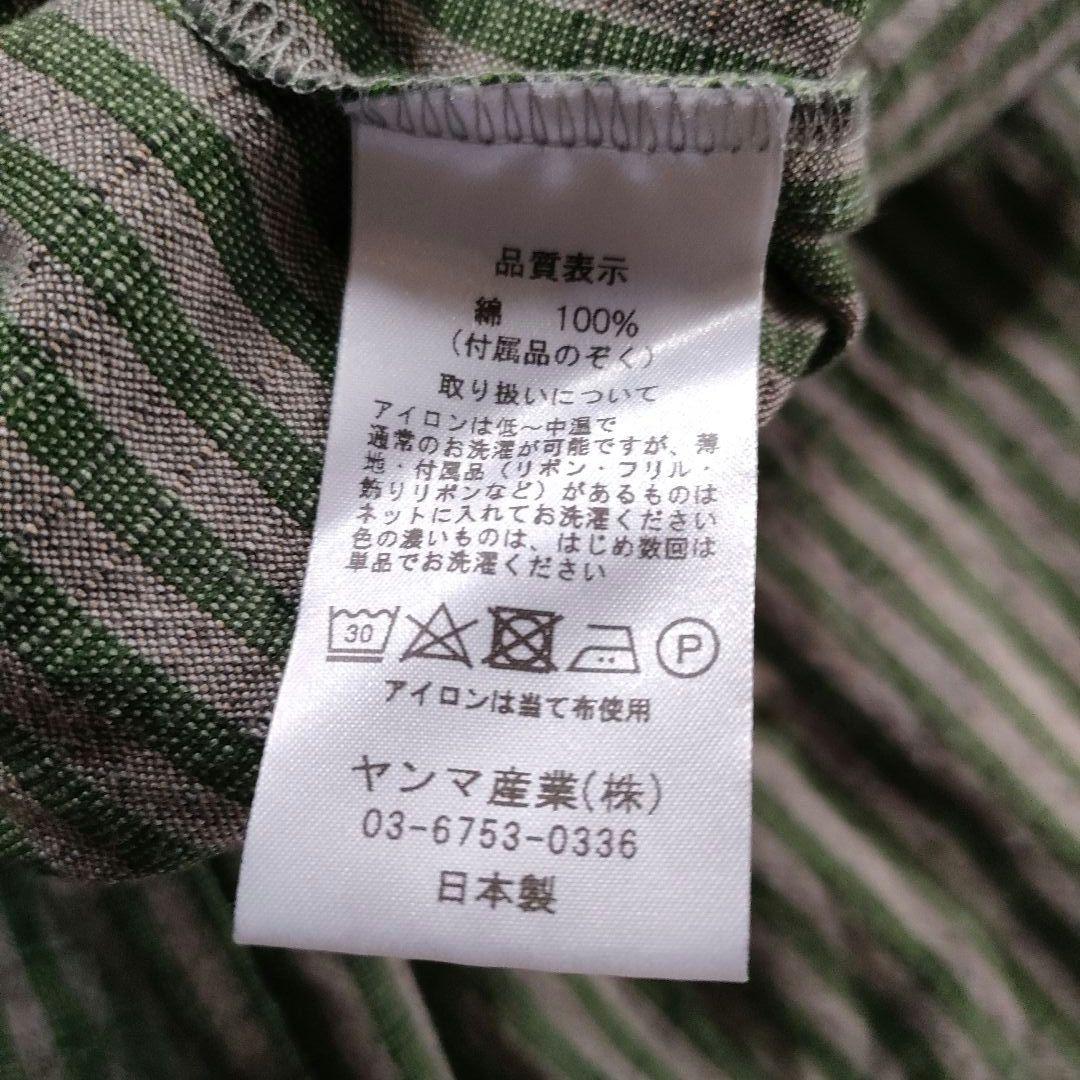 品質表示
綿　100%
（付属品のぞく）
取り扱いについて
アイロンは低～中温で
通常のお洗濯が可能ですが、薄
地・付属品（リボン・フリル・
飾りリボンなど）があるものは
ネットに入れてお洗濯ください
色の濃いものは、はじめ数回は
単品でお洗濯ください
30 P
アイロンは当て布使用
ヤンマ産業(株)
03-6753-0336
日本製